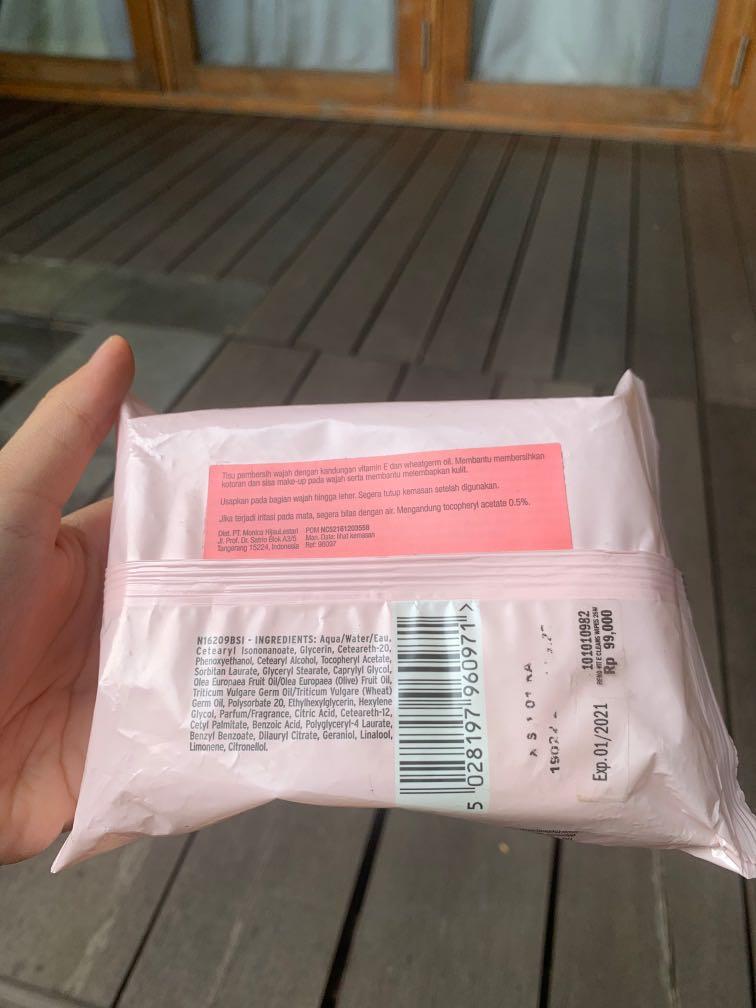 Tisu pembersih wajah dengan kandungan vitamin E dan wheatgerm oil. Membantu membersihkan
kotoran dan sisa make-up pada wajah serta membantu melembapkan kulit.
Usapkan pada bagian wajah hingga leher. Segera tutup kemasan setelah digunakan.
Jika terjadi iritasi pada mata, segera bilas dengan air. Mengandung tocopheryl acetate 0.5%.
Dist. PT. Monica HijauLestari
Jl. Prof. Dr. Satrio Blok A3/5
Tangerang 15224, Indonesia
POM NC52161203558
Man. Date: lihat kemasan
Ref: 96097
N16209BSI - INGREDIENTS: Aqua/Water/Eau,
Cetearyl Isononanoate, Glycerin, Ceteareth-20,
Phenoxyethanol, Cetearyl Alcohol, Tocopheryl Acetate,
Sorbitan Laurate, Glyceryl Stearate, Caprylyl Glycol,
Olea Europaea Fruit Oil/Olea Europaea (Olive) Fruit Oil,
Triticum Vulgare Germ Oil/Triticum Vulgare (Wheat)
Germ Oil, Polysorbate 20, Ethylhexylglycerin, Hexylene
Glycol, Parfum/Fragrance, Citric Acid, Ceteareth-12,
Cetyl Palmitate, Benzoic Acid, Polyglyceryl-4 Laurate,
Benzyl Benzoate, Dilauryl Citrate, Geraniol, Linalool,
Limonene, Citronellol.
5 028197 960971 >
101010982
E CLEANS WIPES 25W
Rp 99,000
Exp. 01/2021